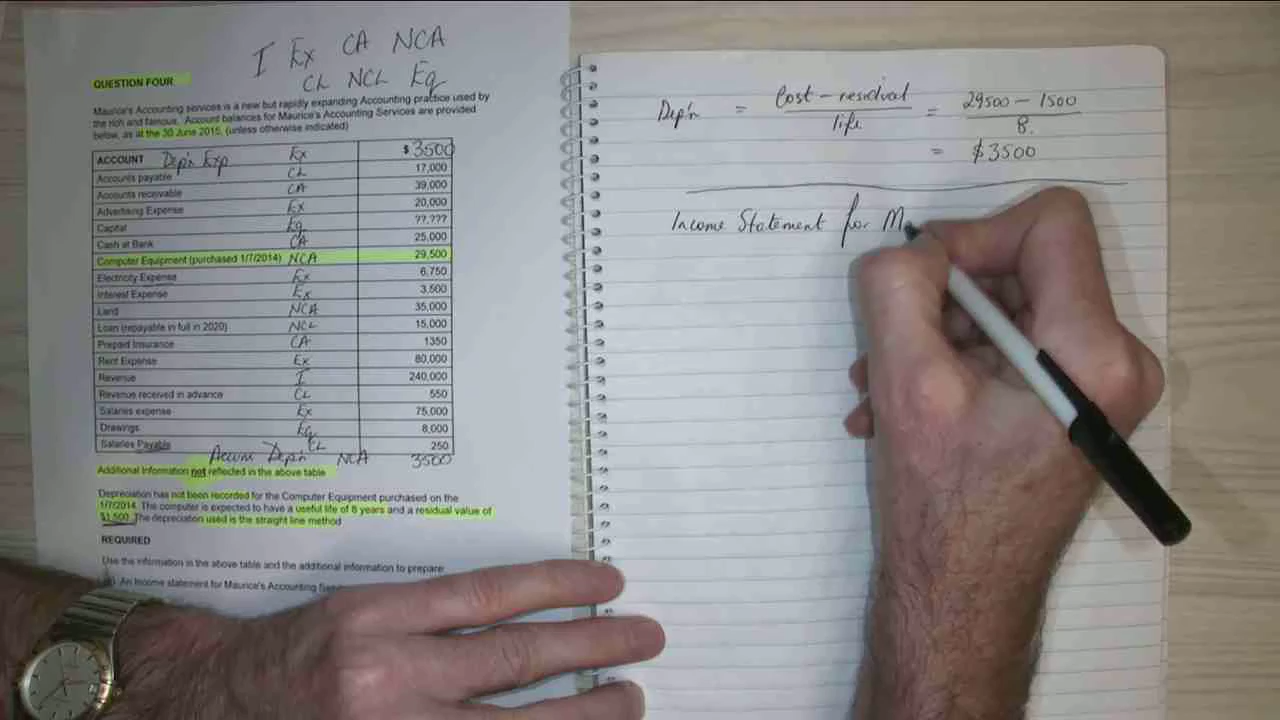 I Ex CA NCA
CL NCL Eq
QUESTION FOUR
Maurice's Accounting services is a new but rapidly expanding Accounting practice used by
the rich and famous. Account balances for Maurice's Accounting Services are provided
below, as at the 30 June 2015, (unless otherwise indicated)
ACCOUNT Dep'n Exp Ex $ 3500
Accounts payable CL 17,000
Accounts receivable CA 39,000
Advertising Expense Ex 20,000
Capital Eq ??,???
Cash at Bank CA 25,000
Computer Equipment (purchased 1/7/2014) NCA 29,500
Electricity Expense Ex 6,750
Interest Expense Ex 3,500
Land NCA 35,000
Loan (repayable in full in 2020) NCL 15,000
Prepaid Insurance CA 1350
Rent Expense Ex 80,000
Revenue I 240,000
Revenue received in advance CL 550
Salaries expense Ex 75,000
Drawings Eq 8,000
Salaries Payable CL 250
Accum Dep'n NCA 3500
Additional Information not reflected in the above table
Depreciation has not been recorded for the Computer Equipment purchased on the
1/7/2014. The computer is expected to have a useful life of 8 years and a residual value of
$1,500. The depreciation used is the straight line method
REQUIRED
Use the information is the above table and the additional information to prepare
An Income statement for Maurice's Accounting
Dep'n = Cost - residual / life = 29500 - 1500 / 8
= $3500
Income Statement for